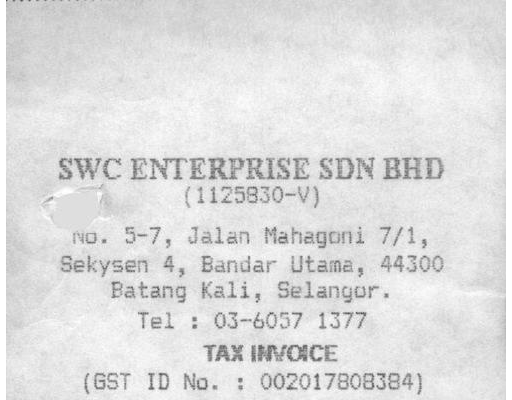 SWC ENTERPRISE SDN BHD
(1125830-V)
No. 5-7, Jalan Mahagoni 7/1,
Sekysen 4, Bandar Utama, 44300
Batang Kali, Selangor.
Tel : 03-6057 1377
TAX INVOICE
(GST ID No. : 002017808384)